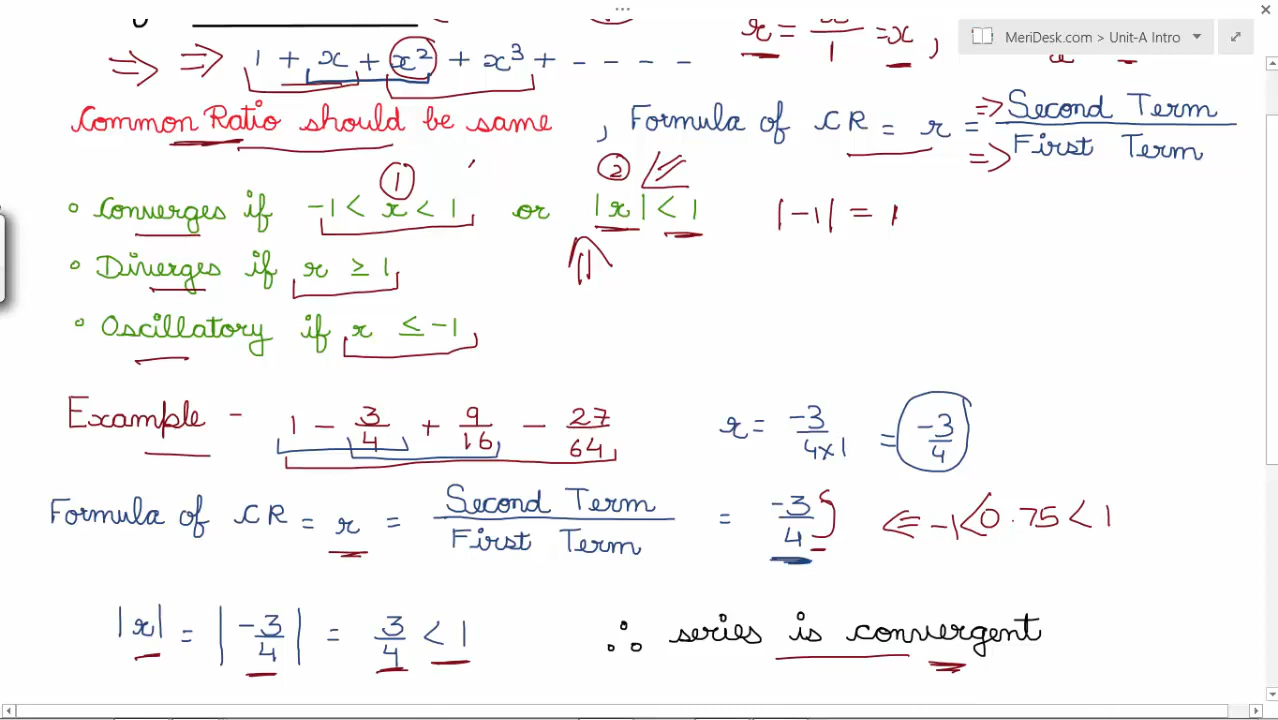 1 + x + x² + x³ + - - - -
r = /1 = x ,
MeriDesk.com > Unit-A Intro
Common Ratio should be same , Formula of CR = r = Second Term / First Term
① ②
• Converges if -1 < r < 1 or |r| < 1 |-1| = 1
• Diverges if r ≥ 1
• Oscillatory if r ≤ -1
Example - 1 - 3/4 + 9/16 - 27/64 r = -3/4×1 = -3/4
Formula of CR = r = Second Term / First Term = -3/4 <= -1 < 0.75 < 1
|r| = |-3/4| = 3/4 < 1 ∴ series is convergent